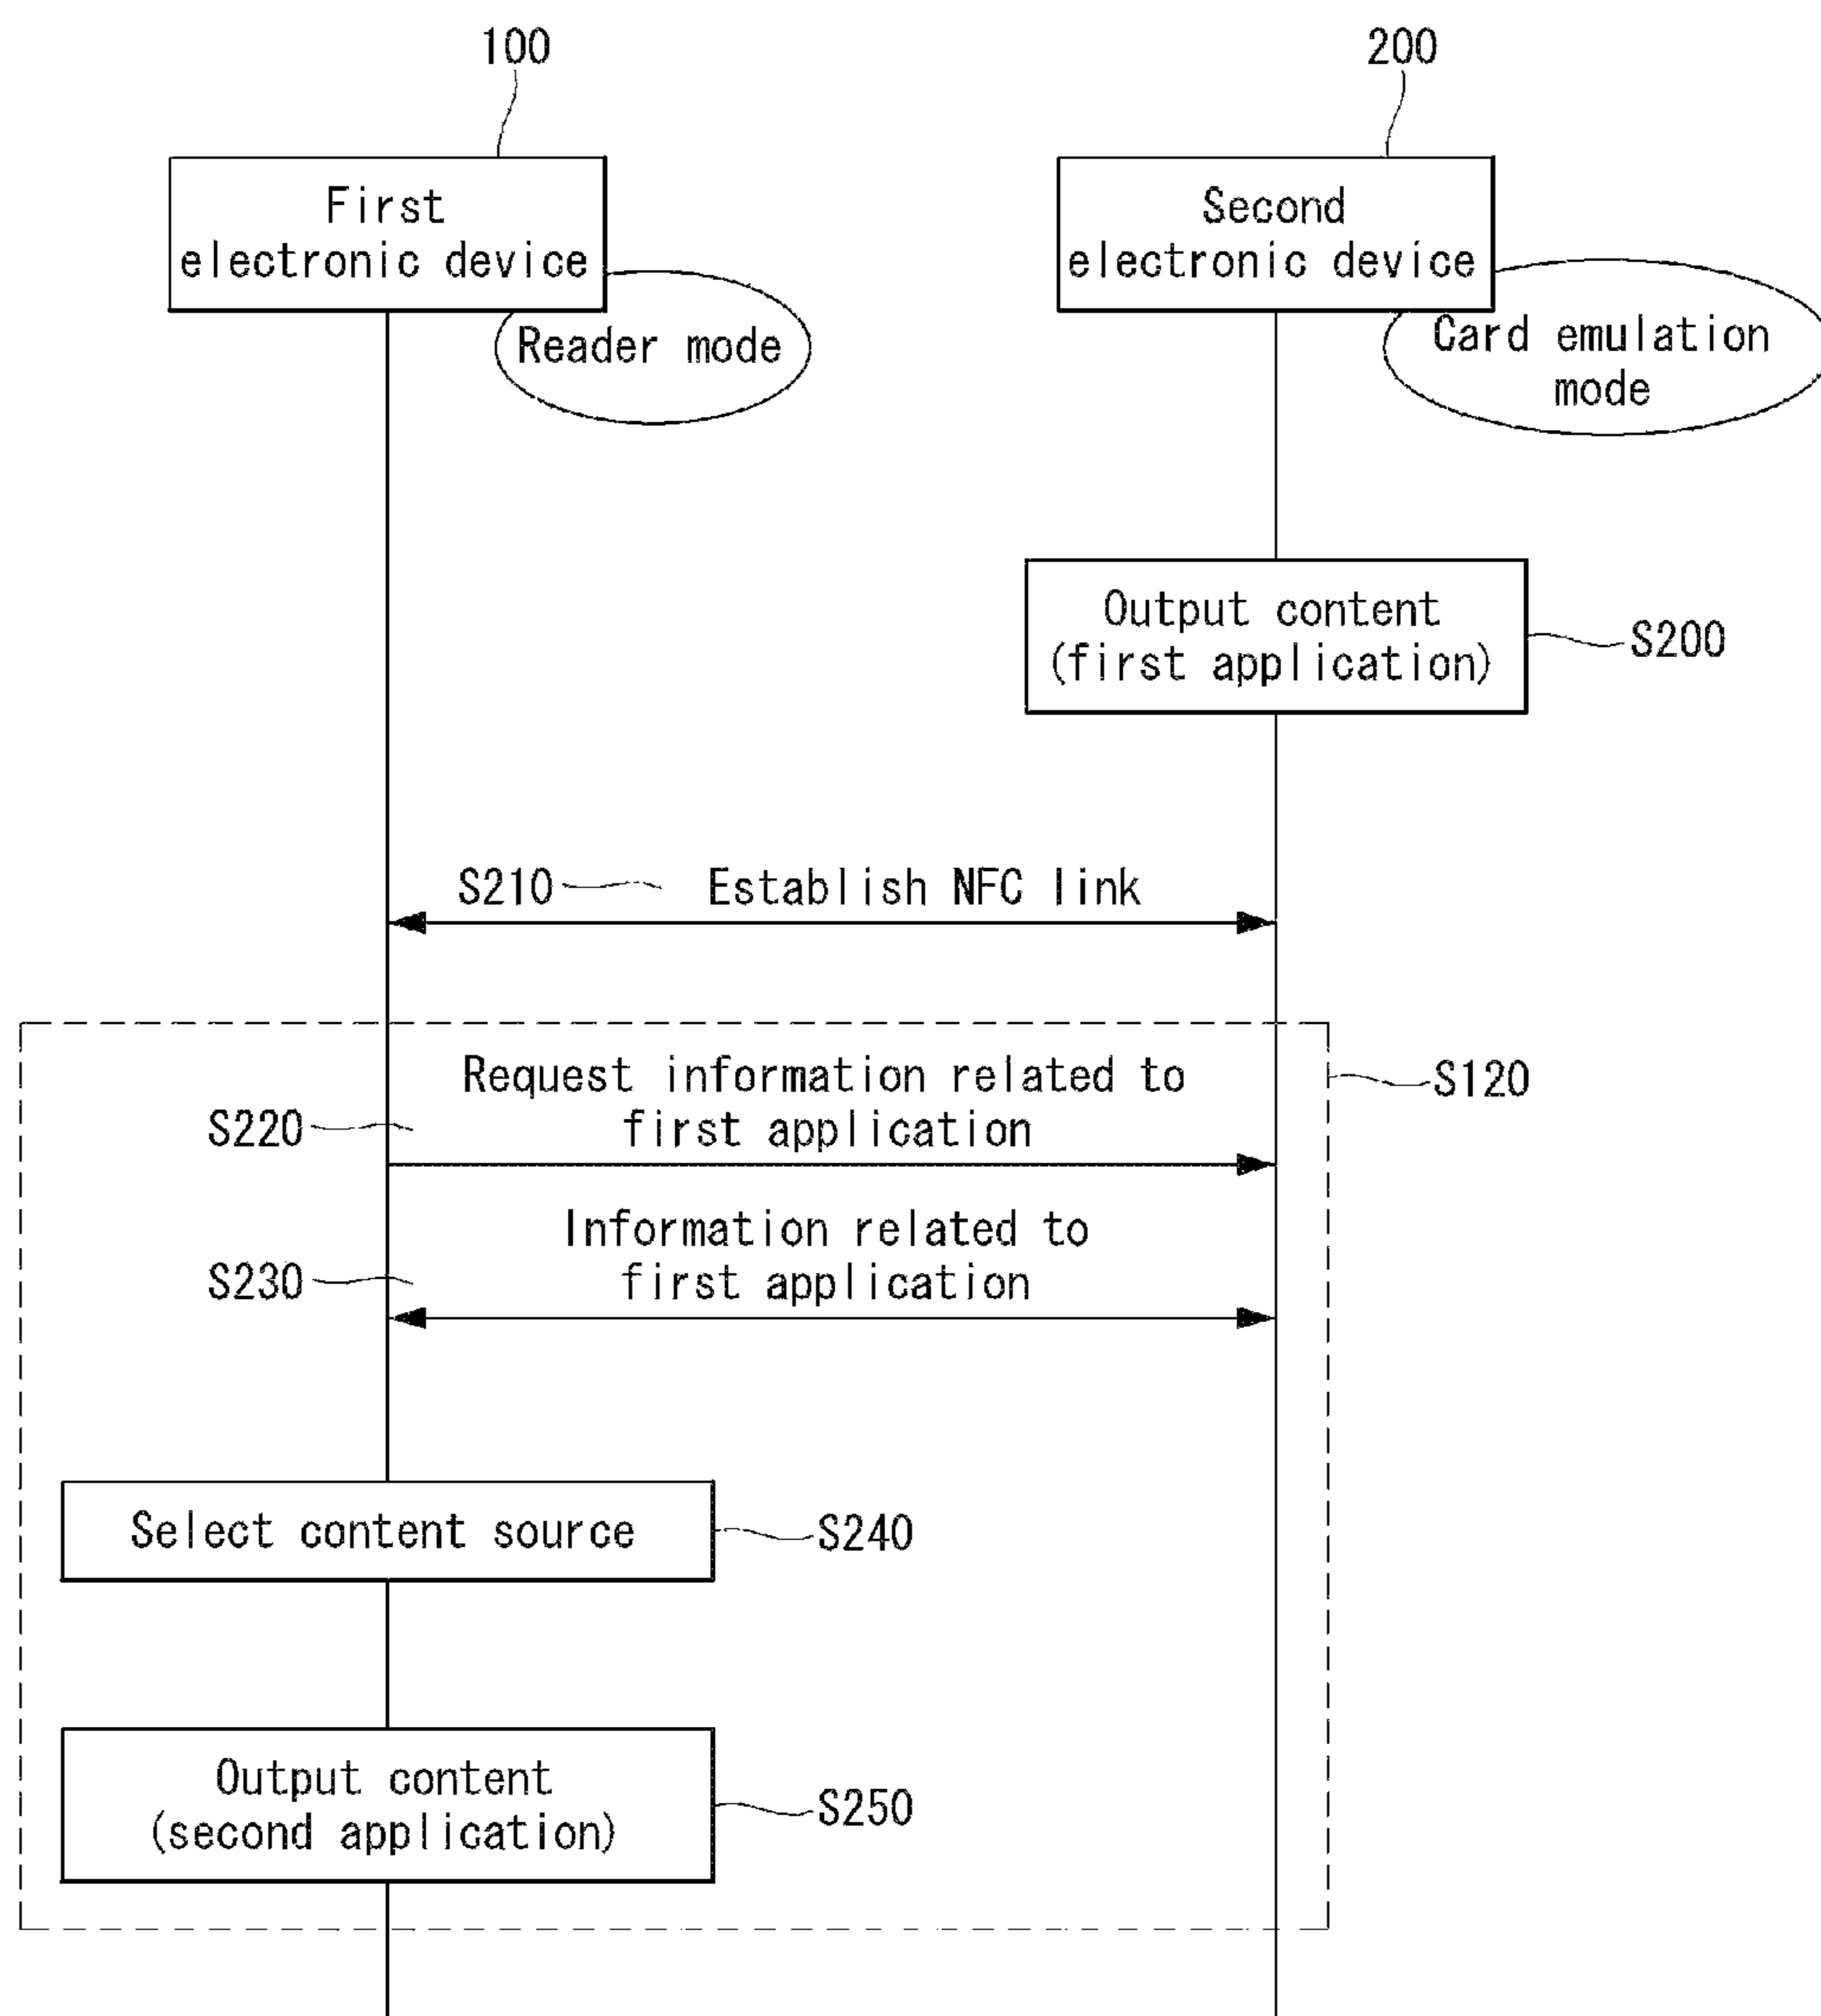 100
200
First
electronic device
Second
electronic device
Reader mode
Card emulation
mode
Output content
(first application)
S200
S210
Establish NFC link
Request information related to
first application
S120
S220
Information related to
first application
S230
Select content source
S240
Output content
(second application)
S250